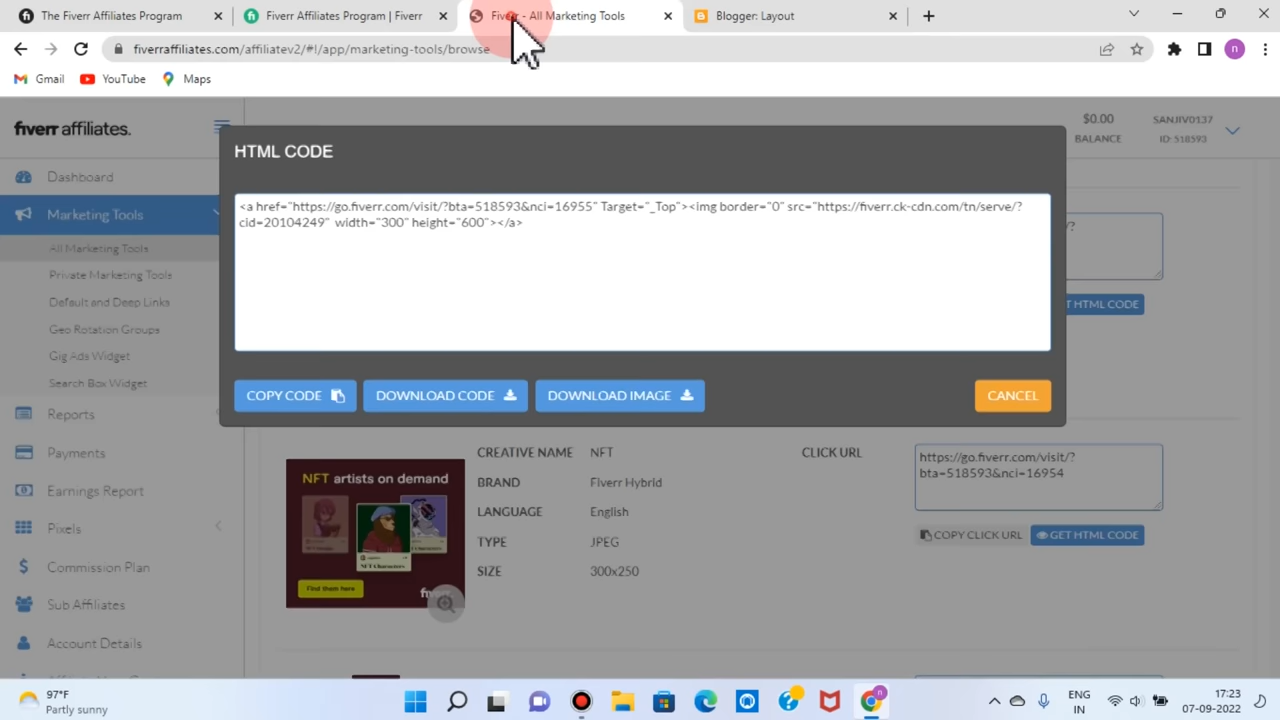 The Fiverr Affiliates Program
Fiverr Affiliates Program | Fiverr
Fiverr - All Marketing Tools
Blogger: Layout
fiverraffiliates.com/affiliatev2/#!/app/marketing-tools/browse
n
Gmail
YouTube
Maps
fiverr affiliates.
$0.00
BALANCE
SANJIV0137
ID: 518593
Dashboard
Marketing Tools
All Marketing Tools
Private Marketing Tools
Default and Deep Links
Geo Rotation Groups
Gig Ads Widget
Search Box Widget
Reports
Payments
Earnings Report
Pixels
Commission Plan
Sub Affiliates
Account Details
HTML CODE
<a href="https://go.fiverr.com/visit/?bta=518593&nci=16955" Target="_Top"><img border="0" src="https://fiverr.ck-cdn.com/tn/serve/?
cid=20104249" width="300" height="600"></a>
COPY CODE
DOWNLOAD CODE
DOWNLOAD IMAGE
CANCEL
T HTML CODE
NFT artists on demand
NFT Characters
Find them here
CREATIVE NAME NFT
BRAND Fiverr Hybrid
LANGUAGE English
TYPE JPEG
SIZE 300x250
CLICK URL
https://go.fiverr.com/visit/?
bta=518593&nci=16954
COPY CLICK URL
GET HTML CODE
97°F
Partly sunny
ENG
IN
17:23
07-09-2022